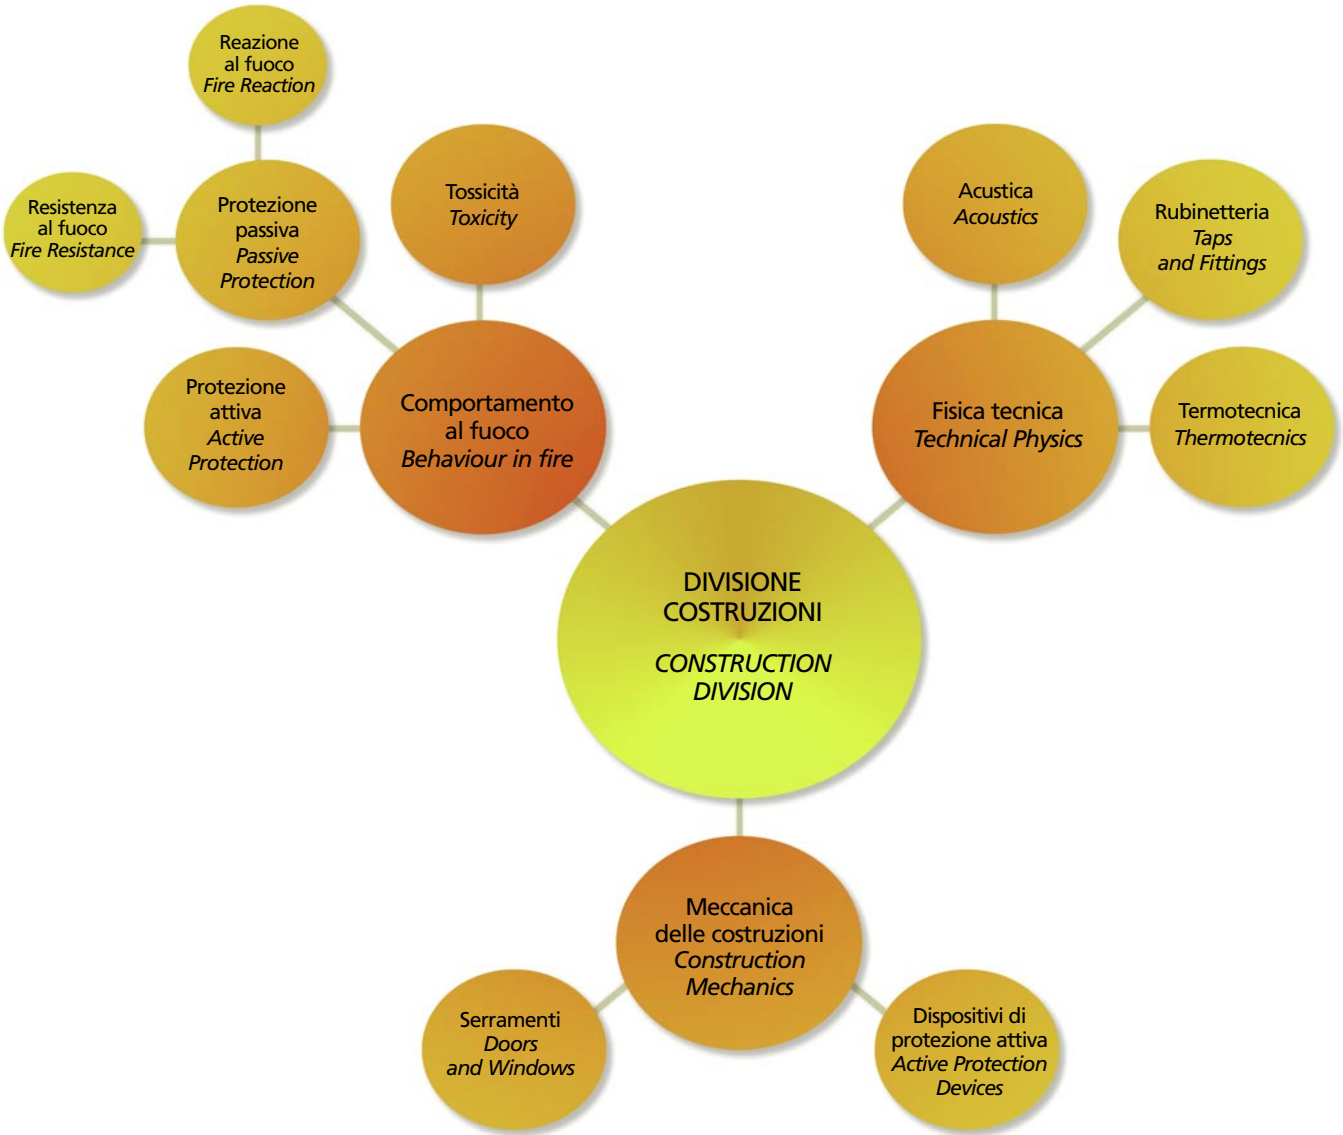 Reazione
al fuoco
Fire Reaction
Resistenza
al fuoco
Fire Resistance
Protezione
passiva
Passive
Protection
Tossicità
Toxicity
Protezione
attiva
Active
Protection
Comportamento
al fuoco
Behaviour in fire
Acustica
Acoustics
Rubinetteria
Taps
and Fittings
Fisica tecnica
Technical Physics
Termotecnica
Thermotecnics
DIVISIONE
COSTRUZIONI
CONSTRUCTION
DIVISION
Meccanica
delle costruzioni
Construction
Mechanics
Serramenti
Doors
and Windows
Dispositivi di
protezione attiva
Active Protection
Devices